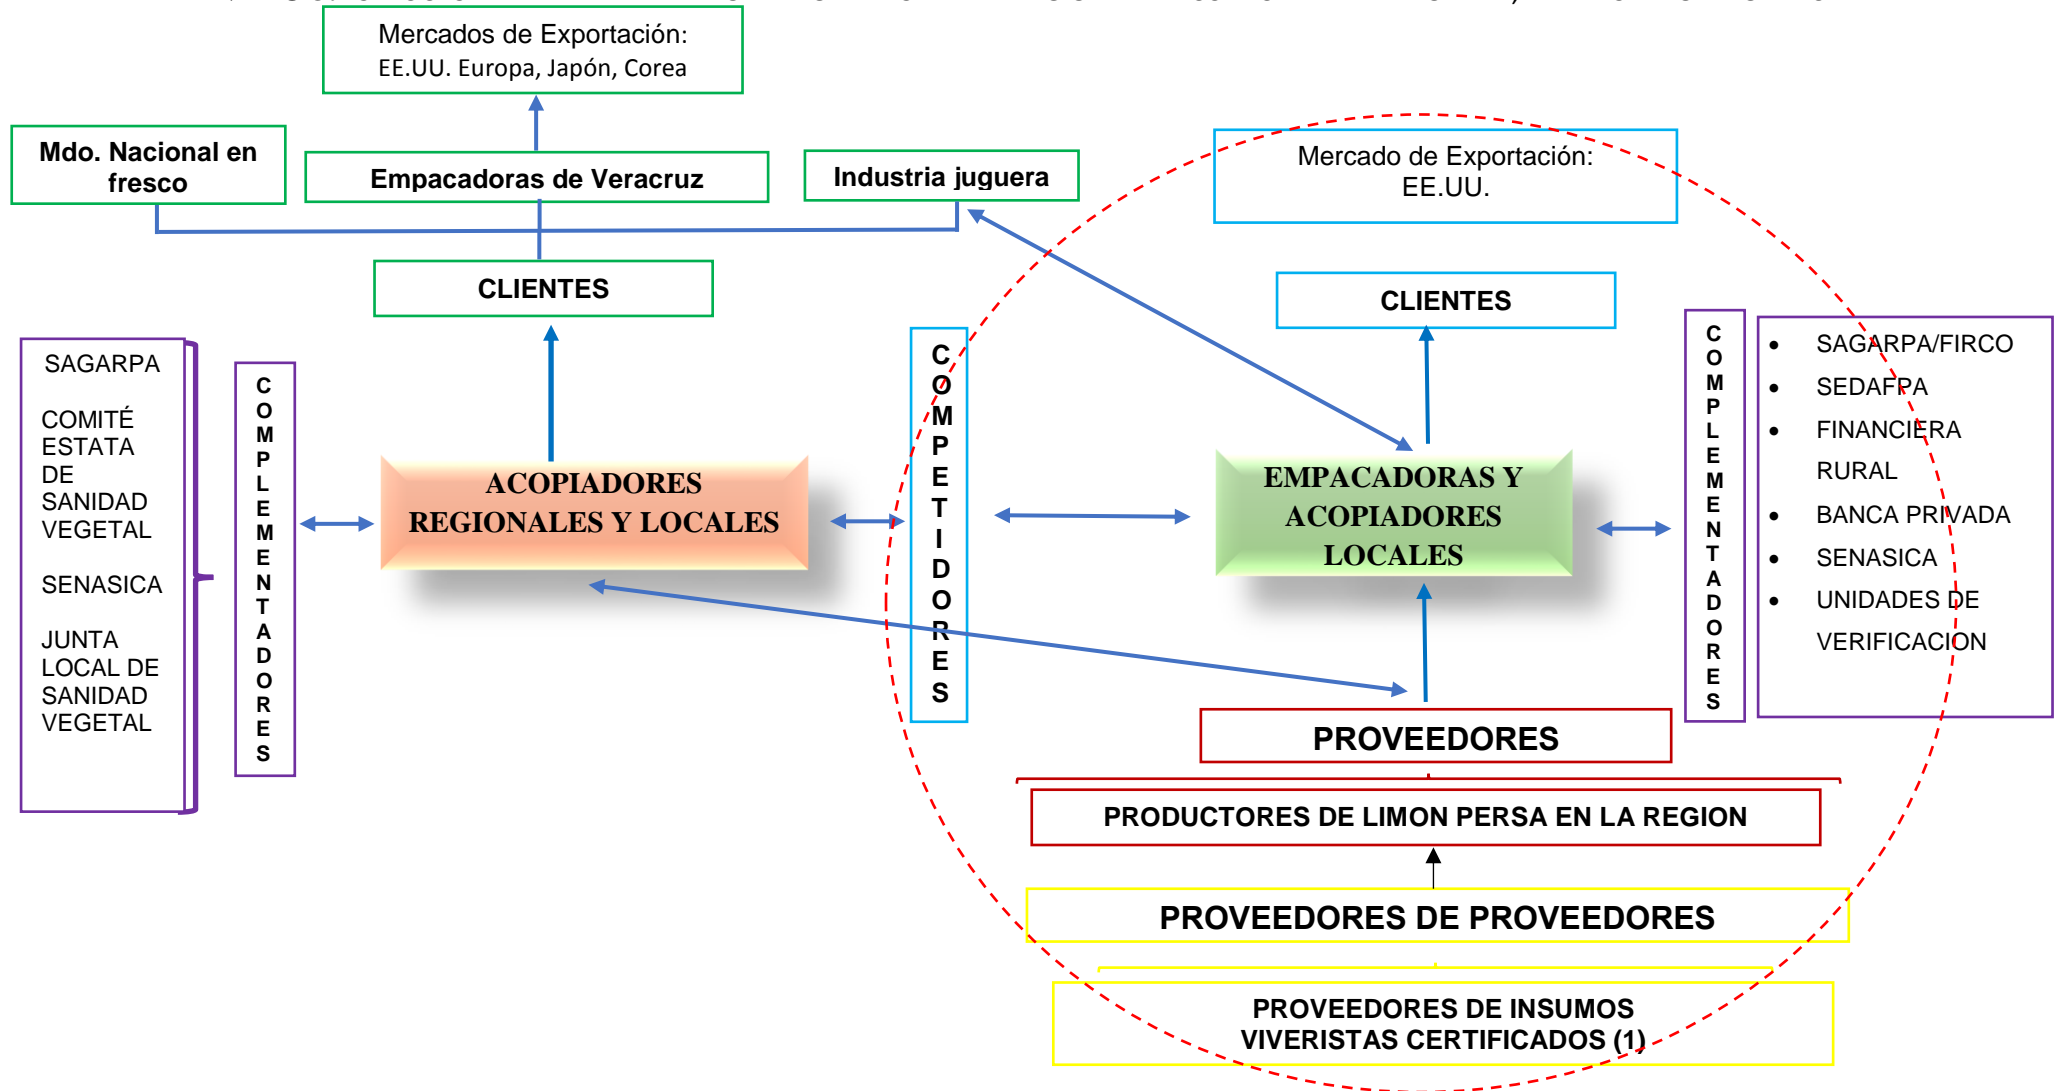 Mercados de Exportación:
EE.UU. Europa, Japón, Corea
Mdo. Nacional en
fresco
Empacadoras de Veracruz
Industria juguera
Mercado de Exportación:
EE.UU.
CLIENTES
CLIENTES
SAGARPA
COMITÉ
ESTATA
DE
SANIDAD
VEGETAL
SENASICA
JUNTA
LOCAL DE
SANIDAD
VEGETAL
COMPLEMENTADORES
ACOPIADORES
REGIONALES Y LOCALES
COMPETIDORES
EMPACADORAS Y
ACOPIADORES
LOCALES
COMPLEMENTADORES
• SAGARPA/FIRCO
• SEDAFPA
• FINANCIERA
RURAL
• BANCA PRIVADA
• SENASICA
• UNIDADES DE
VERIFICACION
PROVEEDORES
PRODUCTORES DE LIMON PERSA EN LA REGION
PROVEEDORES DE PROVEEDORES
PROVEEDORES DE INSUMOS
VIVERISTAS CERTIFICADOS (1)